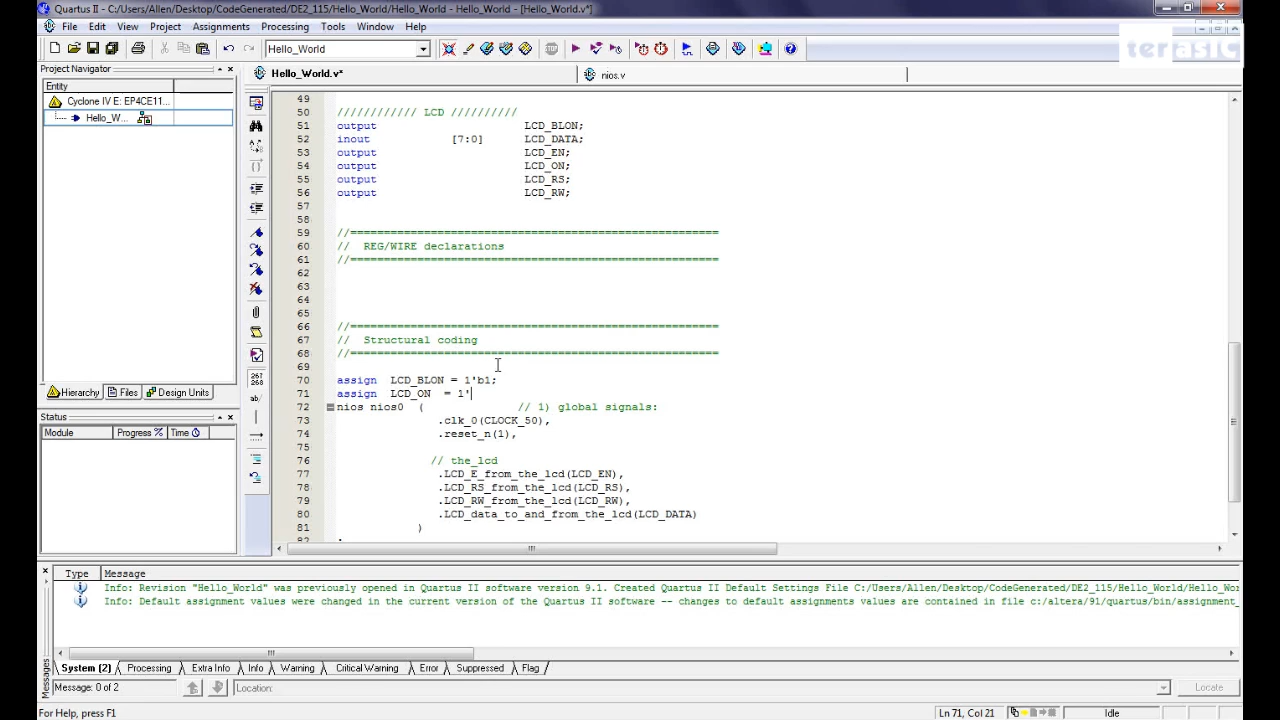 Quartus II - C:/Users/Allen/Desktop/CodeGenerated/DE2_115/Hello_World/Hello_World - Hello_World - [Hello_World.v*]
File Edit View Project Assignments Processing Tools Window Help
terasic
Hello_World
Project Navigator
Hello_World.v*
nios.v
Entity
Cyclone IV E: EP4CE11...
Hello_W...
Hierarchy Files Design Units
Status
Module Progress % Time
267
268
ab/
49
50 //////////// LCD //////////
51 output LCD_BLON;
52 inout [7:0] LCD_DATA;
53 output LCD_EN;
54 output LCD_ON;
55 output LCD_RS;
56 output LCD_RW;
57
58
59 //=======================================================
60 // REG/WIRE declarations
61 //=======================================================
62
63
64
65
66 //=======================================================
67 // Structural coding
68 //=======================================================
69
70 assign LCD_BLON = 1'b1;
71 assign LCD_ON = 1'
72 nios nios0 ( // 1) global signals:
73 .clk_0(CLOCK_50),
74 .reset_n(1),
75
76 // the_lcd
77 .LCD_E_from_the_lcd(LCD_EN),
78 .LCD_RS_from_the_lcd(LCD_RS),
79 .LCD_RW_from_the_lcd(LCD_RW),
80 .LCD_data_to_and_from_the_lcd(LCD_DATA)
81 )
82 ;
Type Message
Info: Revision "Hello_World" was previously opened in Quartus II software version 9.1. Created Quartus II Default Settings File C:/Users/Allen/Desktop/CodeGenerated/DE2_115/Hello_World/Hello_Wor
Info: Default assignment values were changed in the current version of the Quartus II software -- changes to default assignments values are contained in file c:/altera/91/quartus/bin/assignment_
System (2) Processing Extra Info Info Warning Critical Warning Error Suppressed Flag
Messages
Message: 0 of 2
Location:
Locate
For Help, press F1
Ln 71, Col 21
Idle